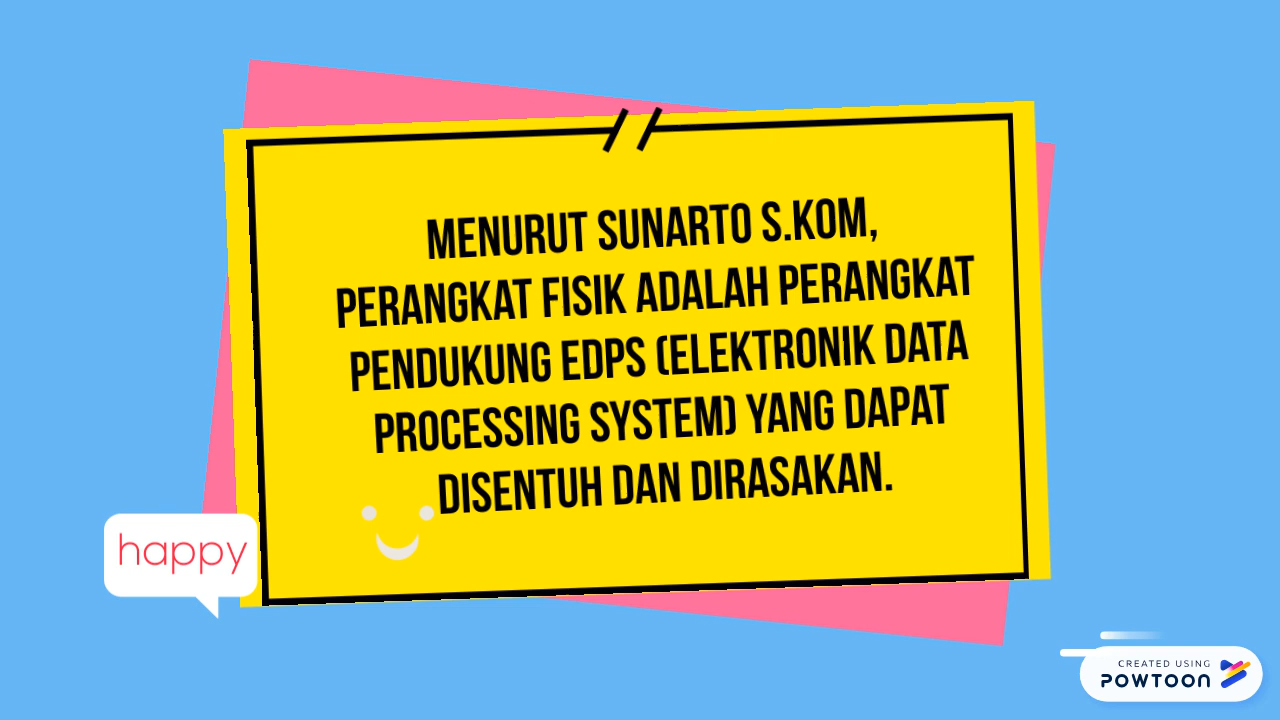 MENURUT SUNARTO S.KOM,
PERANGKAT FISIK ADALAH PERANGKAT
PENDUKUNG EDPS (ELEKTRONIK DATA
PROCESSING SYSTEM) YANG DAPAT
DISENTUH DAN DIRASAKAN.
happy
CREATED USING
POWTOON